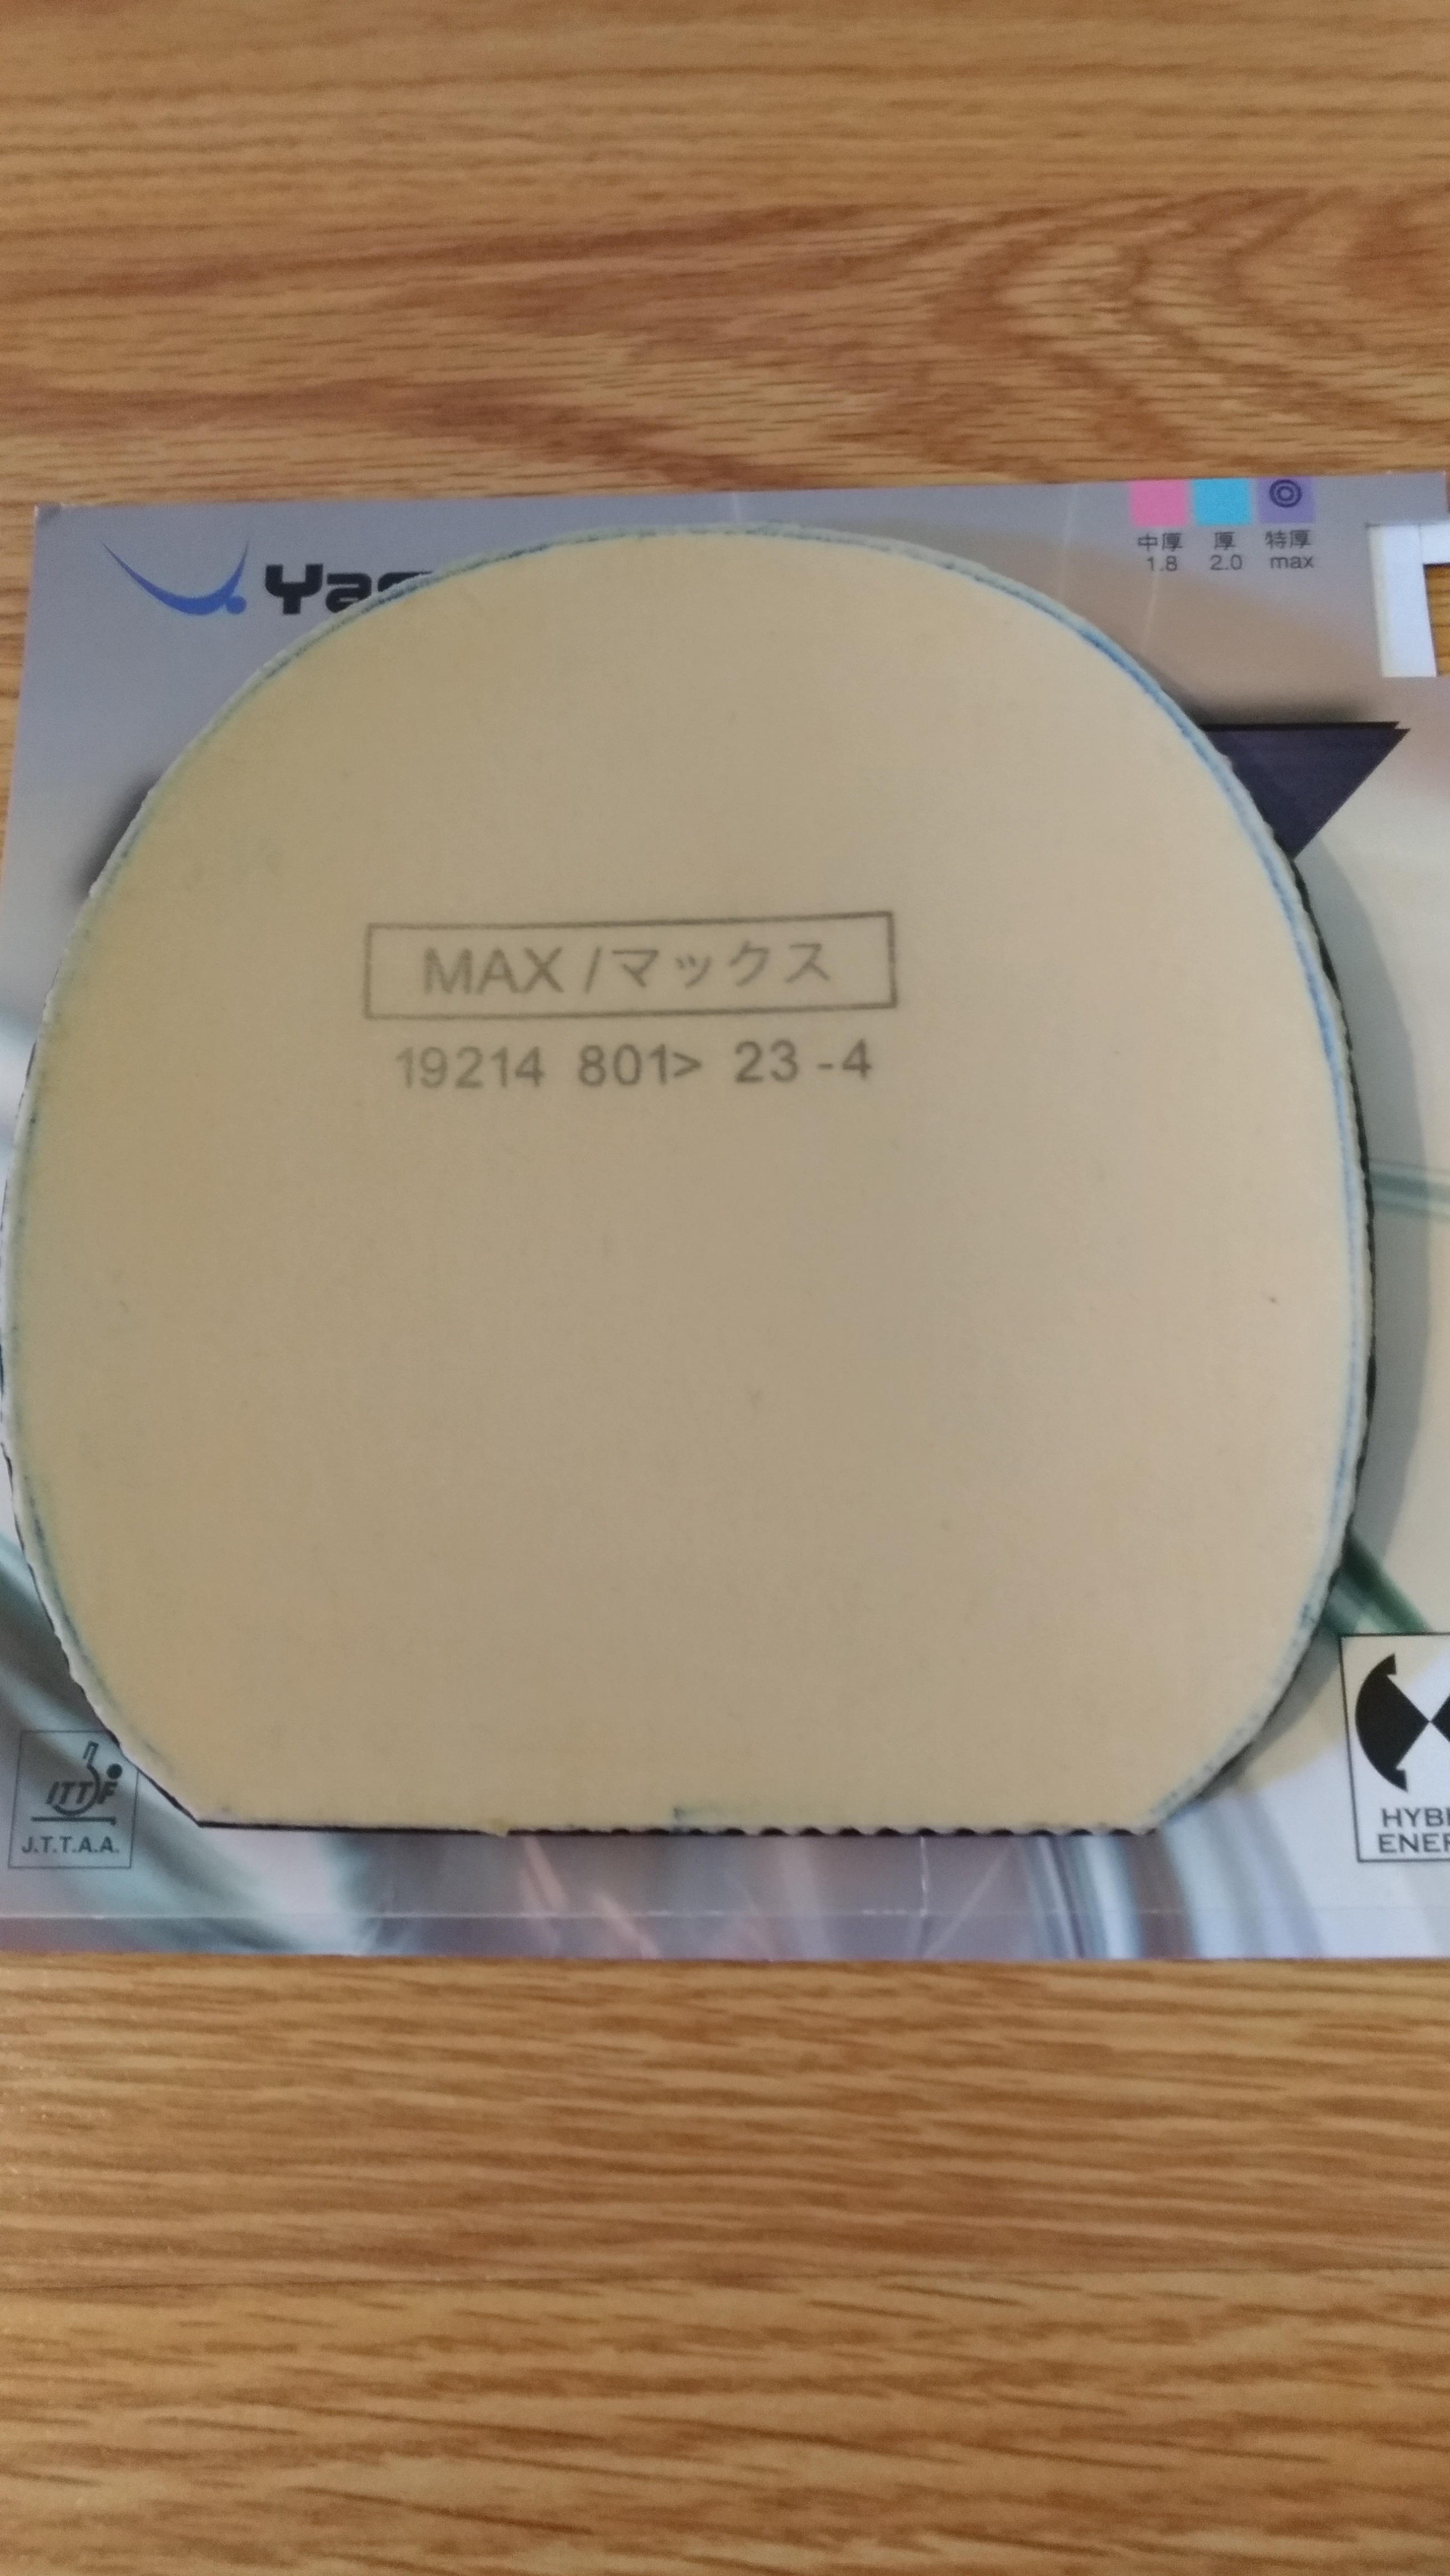 中厚 厚 特厚
1.8 2.0 max
MAX /マックス
19214 801> 23-4
ITTF
J.T.T.A.A.